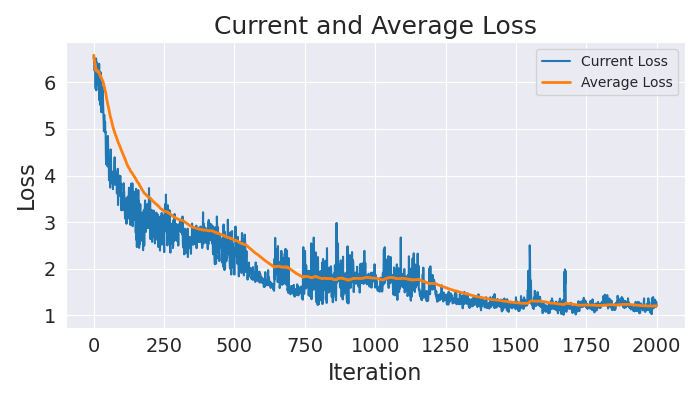 Current and Average Loss
Current Loss
Average Loss
6
5
4
3
2
1
Loss
0 250 500 750 1000 1250 1500 1750 2000
Iteration